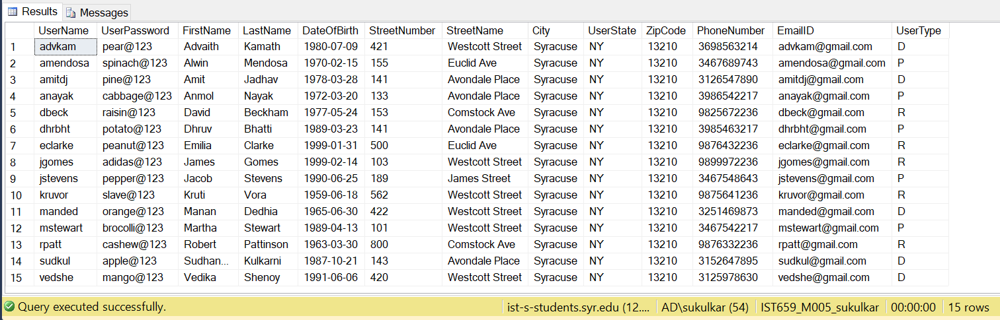 Results Messages
UserName UserPassword FirstName LastName DateOfBirth StreetNumber StreetName City UserState ZipCode PhoneNumber EmailID UserType
1 advkam pear@123 Advaith Kamath 1980-07-09 421 Westcott Street Syracuse NY 13210 3698563214 advkam@gmail.com D
2 amendosa spinach@123 Alwin Mendosa 1970-02-15 155 Euclid Ave Syracuse NY 13210 3467689743 amendosa@gmail.com P
3 amitdj pine@123 Amit Jadhav 1978-03-28 141 Avondale Place Syracuse NY 13210 3126547890 amitdj@gmail.com D
4 anayak cabbage@123 Anmol Nayak 1972-03-20 133 Avondale Place Syracuse NY 13210 3986542217 anayak@gmail.com P
5 dbeck raisin@123 David Beckham 1977-05-24 153 Comstock Ave Syracuse NY 13210 9825672236 dbeck@gmail.com R
6 dhrbht potato@123 Dhruv Bhatti 1989-03-23 141 Avondale Place Syracuse NY 13210 3985463217 dhrbht@gmail.com P
7 eclarke peanut@123 Emilia Clarke 1999-01-31 500 Euclid Ave Syracuse NY 13210 9876432236 eclarke@gmail.com R
8 jgomes adidas@123 James Gomes 1999-02-14 103 Westcott Street Syracuse NY 13210 9899972236 jgomes@gmail.com R
9 jstevens pepper@123 Jacob Stevens 1990-06-25 189 James Street Syracuse NY 13210 3467548643 jstevens@gmail.com P
10 kruvor slave@123 Kruti Vora 1959-06-18 562 Westcott Street Syracuse NY 13210 9875641236 kruvor@gmail.com R
11 manded orange@123 Manan Dedhia 1965-06-30 422 Westcott Street Syracuse NY 13210 3251469873 manded@gmail.com D
12 mstewart brocolli@123 Martha Stewart 1989-04-13 101 Westcott Street Syracuse NY 13210 3467542217 mstewart@gmail.com P
13 rpatt cashew@123 Robert Pattinson 1963-03-30 800 Comstock Ave Syracuse NY 13210 9876332236 rpatt@gmail.com R
14 sudkul apple@123 Sudhan... Kulkarni 1987-10-21 143 Avondale Place Syracuse NY 13210 3152647895 sudkul@gmail.com D
15 vedshe mango@123 Vedika Shenoy 1991-06-06 420 Westcott Street Syracuse NY 13210 3125978630 vedshe@gmail.com D
Query executed successfully. ist-s-students.syr.edu (12.... AD\sukulkar (54) IST659_M005_sukulkar 00:00:00 15 rows